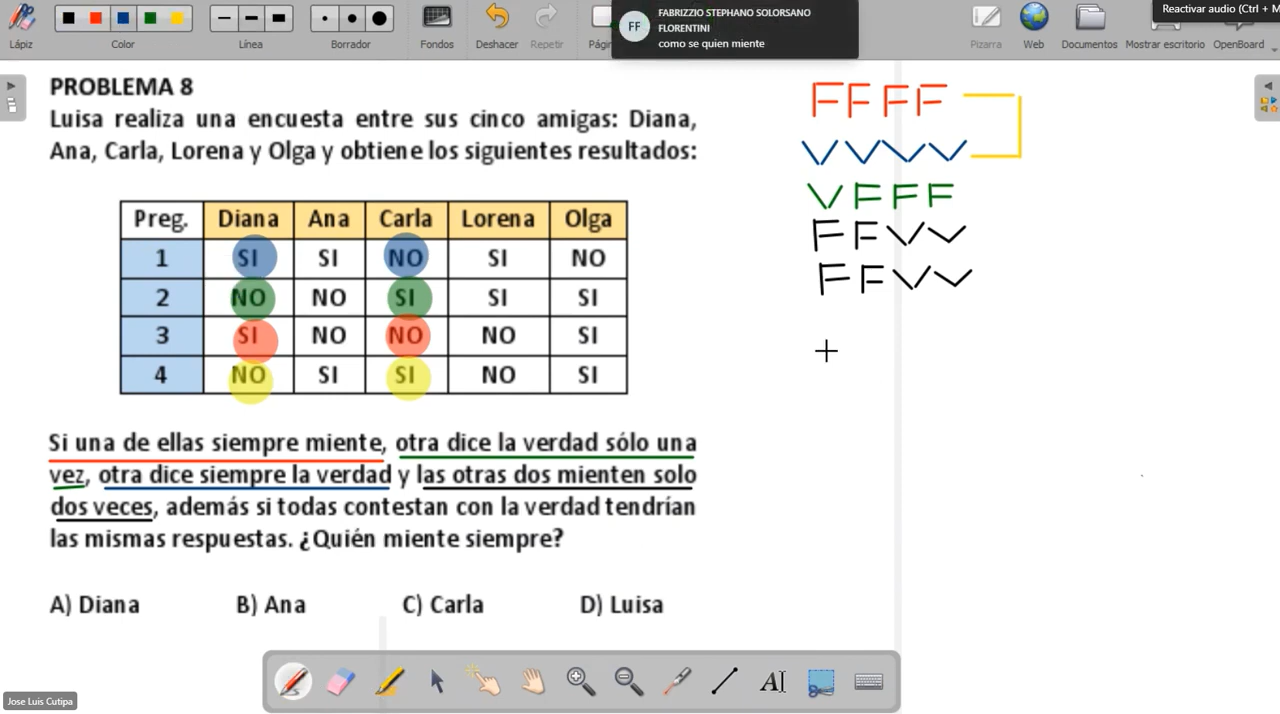 Lápiz
Color
Línea
Borrador
Fondos
Deshacer
Repetir
FF
FABRIZZIO STEPHANO SOLORSANO
FLORENTINI
como se quien miente
Pizarra
Web
Documentos
Mostrar escritorio
OpenBoard
Reactivar audio (Ctrl +
PROBLEMA 8
Luisa realiza una encuesta entre sus cinco amigas: Diana,
Ana, Carla, Lorena y Olga y obtiene los siguientes resultados:
Preg. Diana Ana Carla Lorena Olga
1 SI SI NO SI NO
2 NO NO SI SI SI
3 SI NO NO NO SI
4 NO SI SI NO SI
Si una de ellas siempre miente, otra dice la verdad sólo una
vez, otra dice siempre la verdad y las otras dos mienten solo
dos veces, además si todas contestan con la verdad tendrían
las mismas respuestas. ¿Quién miente siempre?
A) Diana B) Ana C) Carla D) Luisa
F F F F
V V V V
V F F F
F F V V
F F V V
AI
Jose Luis Cutipa